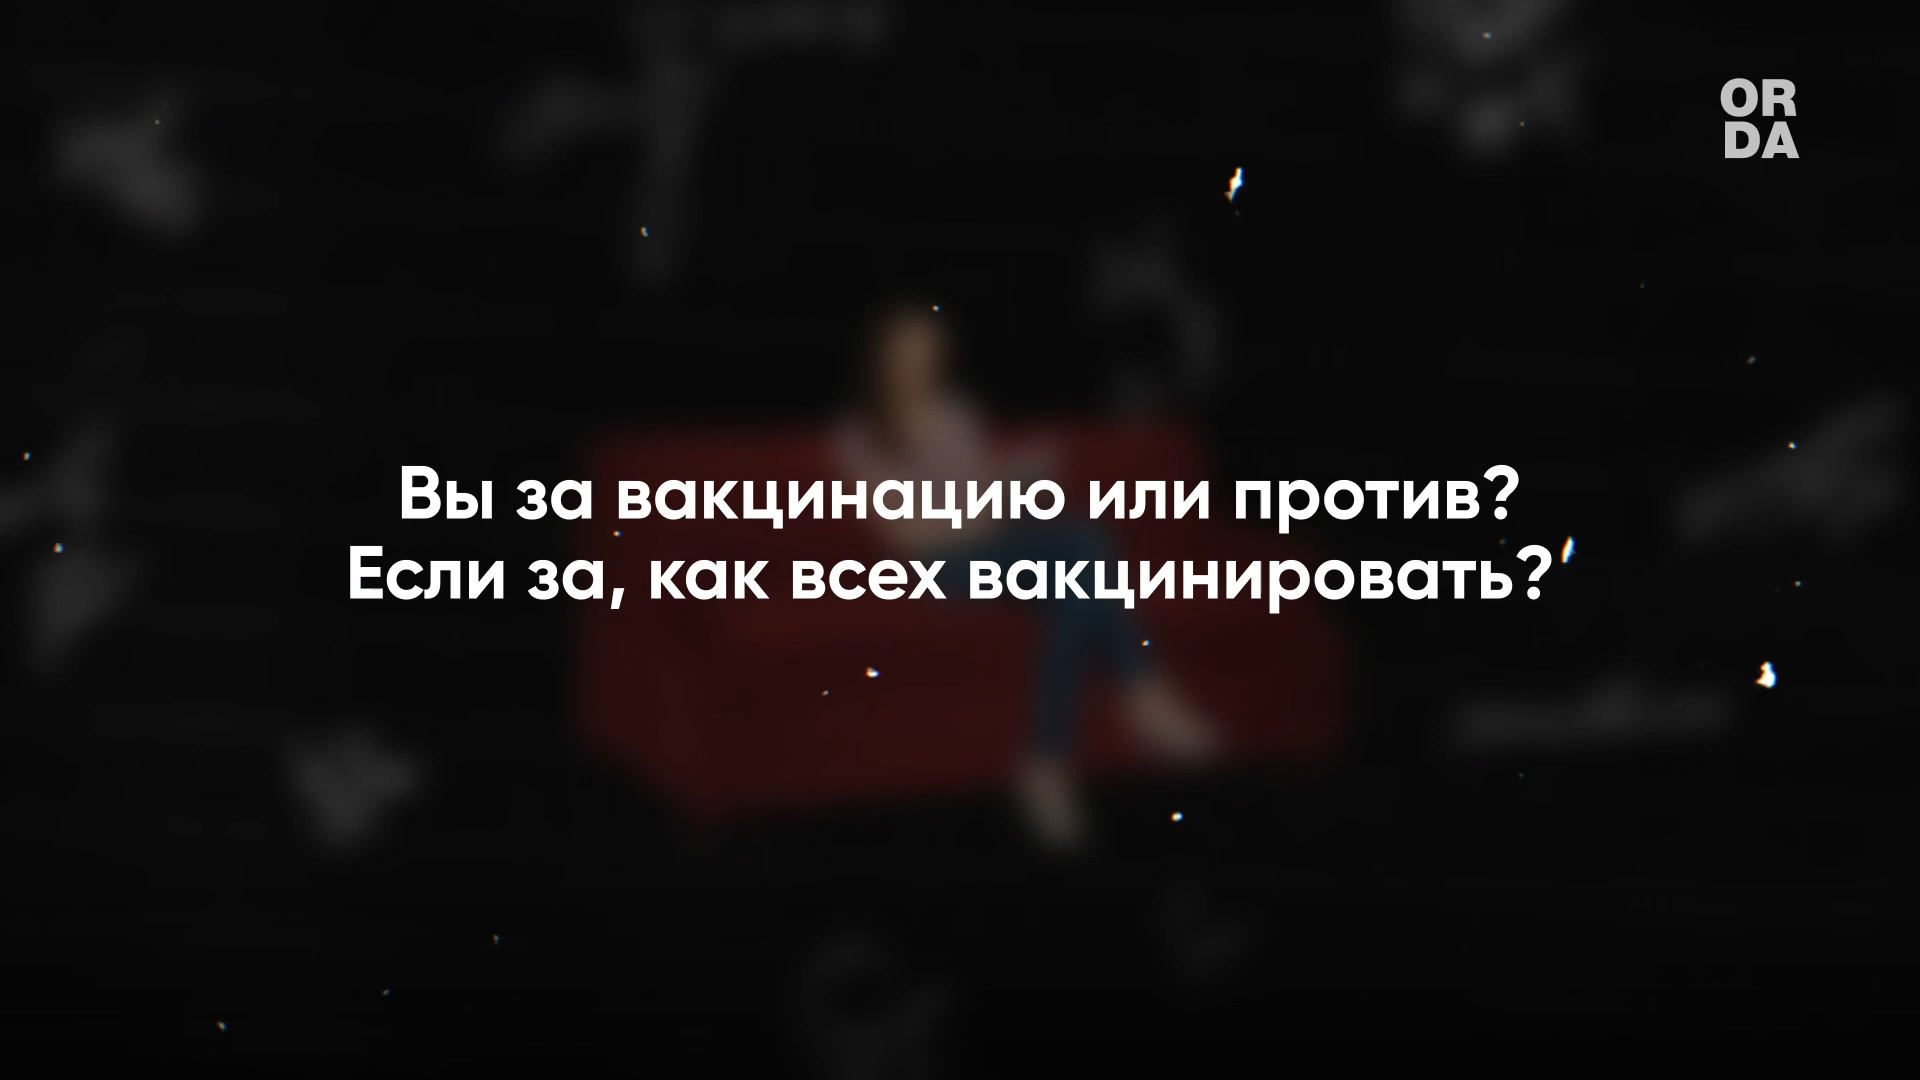 OR
DA
Вы за вакцинацию или против?
Если за, как всех вакцинировать?